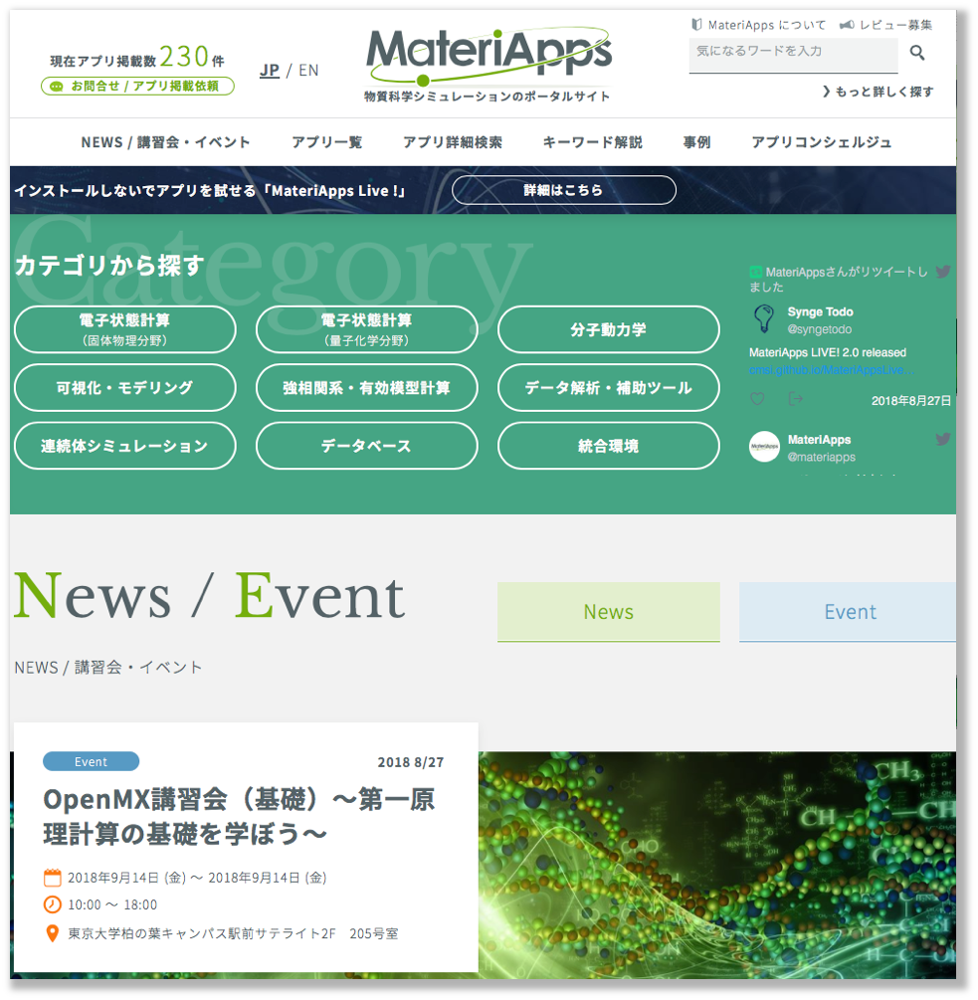 現在アプリ掲載数 230 件
お問合せ / アプリ掲載依頼
JP / EN
MateriApps
物質科学シミュレーションのポータルサイト
MateriApps について
レビュー募集
気になるワードを入力
もっと詳しく探す
NEWS / 講習会・イベント
アプリ一覧
アプリ詳細検索
キーワード解説
事例
アプリコンシェルジュ
インストールしないでアプリを試せる「MateriApps Live !」
詳細はこちら
Category
カテゴリから探す
電子状態計算
（固体物理分野）
電子状態計算
（量子化学分野）
分子動力学
可視化・モデリング
強相関系・有効模型計算
データ解析・補助ツール
連続体シミュレーション
データベース
統合環境
MateriAppsさんがリツイートし
ました
Synge Todo
@syngetodo
MateriApps LIVE! 2.0 released
cmsi.github.io/MateriAppsLive…
2018年8月27日
MateriApps
@materiapps
News / Event
NEWS / 講習会・イベント
News
Event
Event
2018 8/27
OpenMX講習会（基礎）〜第一原
理計算の基礎を学ぼう〜
2018年9月14日 (金) 〜 2018年9月14日 (金)
10:00 〜 18:00
東京大学柏の葉キャンパス駅前サテライト2F　205号室
CH3
CH
CH